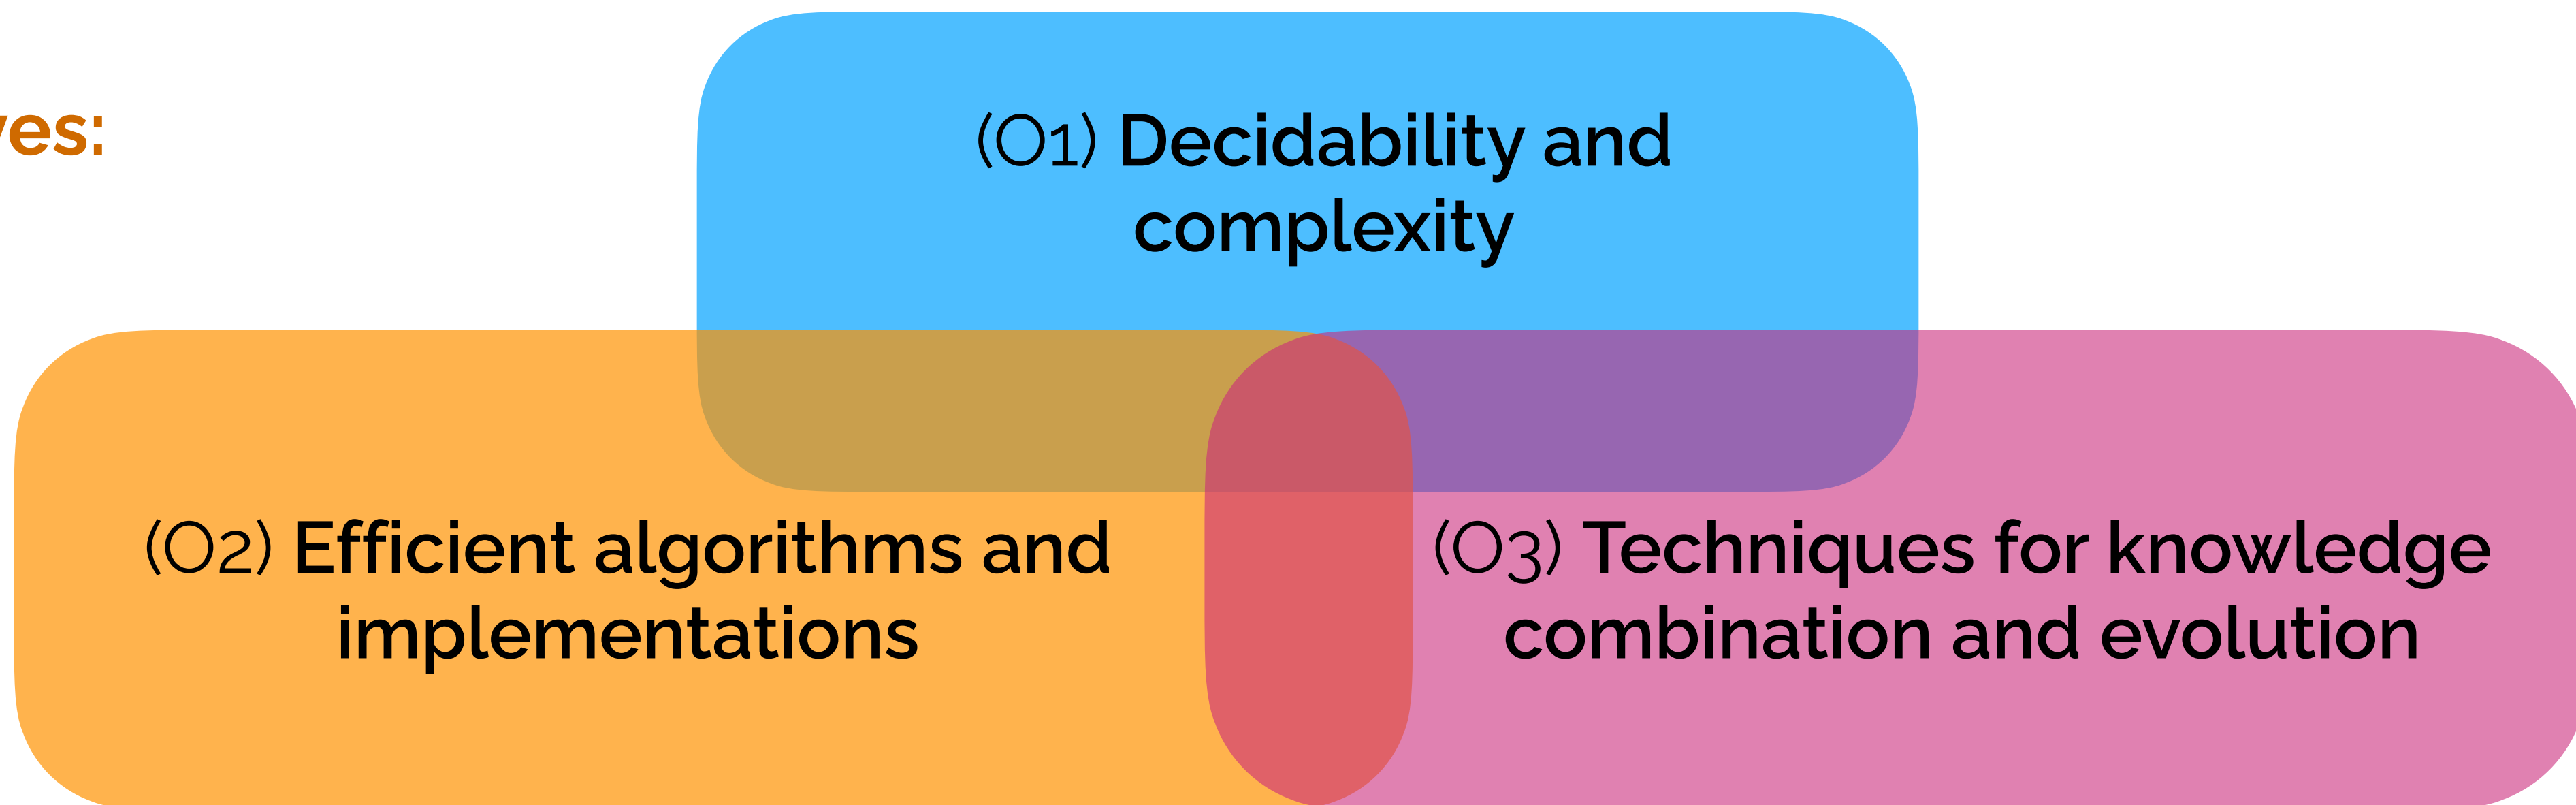 ves:
(O1) Decidability and
complexity
(O2) Efficient algorithms and
implementations
(O3) Techniques for knowledge
combination and evolution